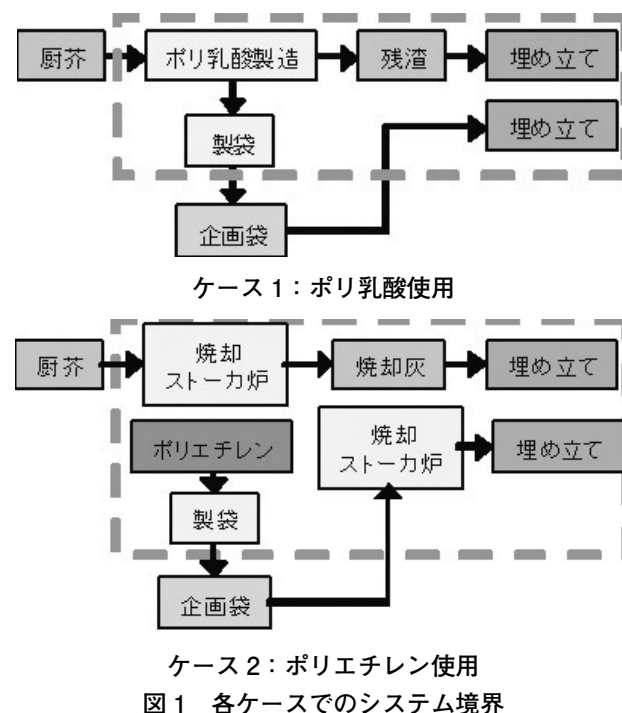 厨芥
ポリ乳酸製造
残渣
埋め立て
埋め立て
製袋
企画袋
ケース1：ポリ乳酸使用
厨芥
焼却
ストーカ炉
焼却灰
埋め立て
ポリエチレン
焼却
ストーカ炉
埋め立て
製袋
企画袋
ケース2：ポリエチレン使用
図1　各ケースでのシステム境界